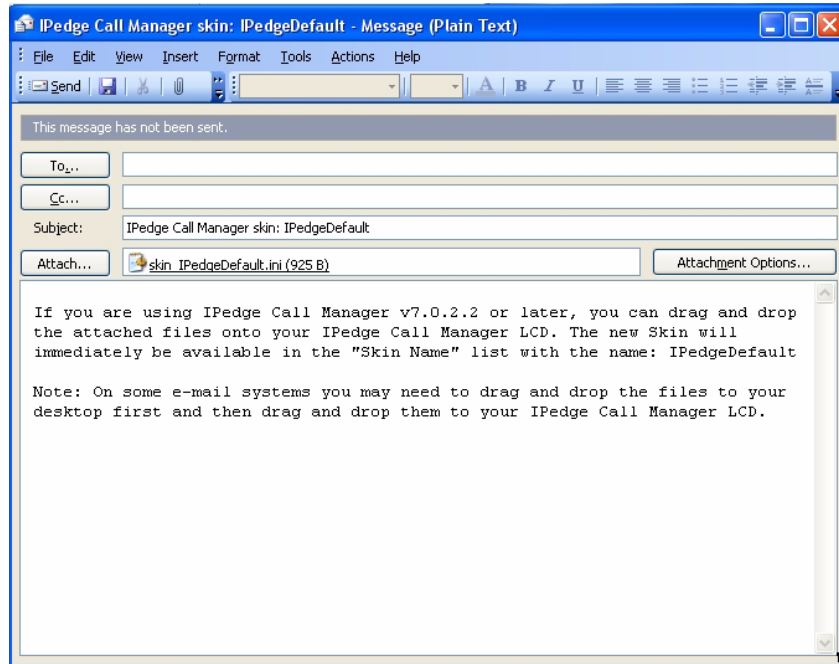 IPedge Call Manager skin: IPedgeDefault - Message (Plain Text)
File Edit View Insert Format Tools Actions Help
Send A B I U
This message has not been sent.
To...
Cc...
Subject: IPedge Call Manager skin: IPedgeDefault
Attach... skin_IPedgeDefault.ini (925 B) Attachment Options...
If you are using IPedge Call Manager v7.0.2.2 or later, you can drag and drop
the attached files onto your IPedge Call Manager LCD. The new Skin will
immediately be available in the "Skin Name" list with the name: IPedgeDefault
Note: On some e-mail systems you may need to drag and drop the files to your
desktop first and then drag and drop them to your IPedge Call Manager LCD.